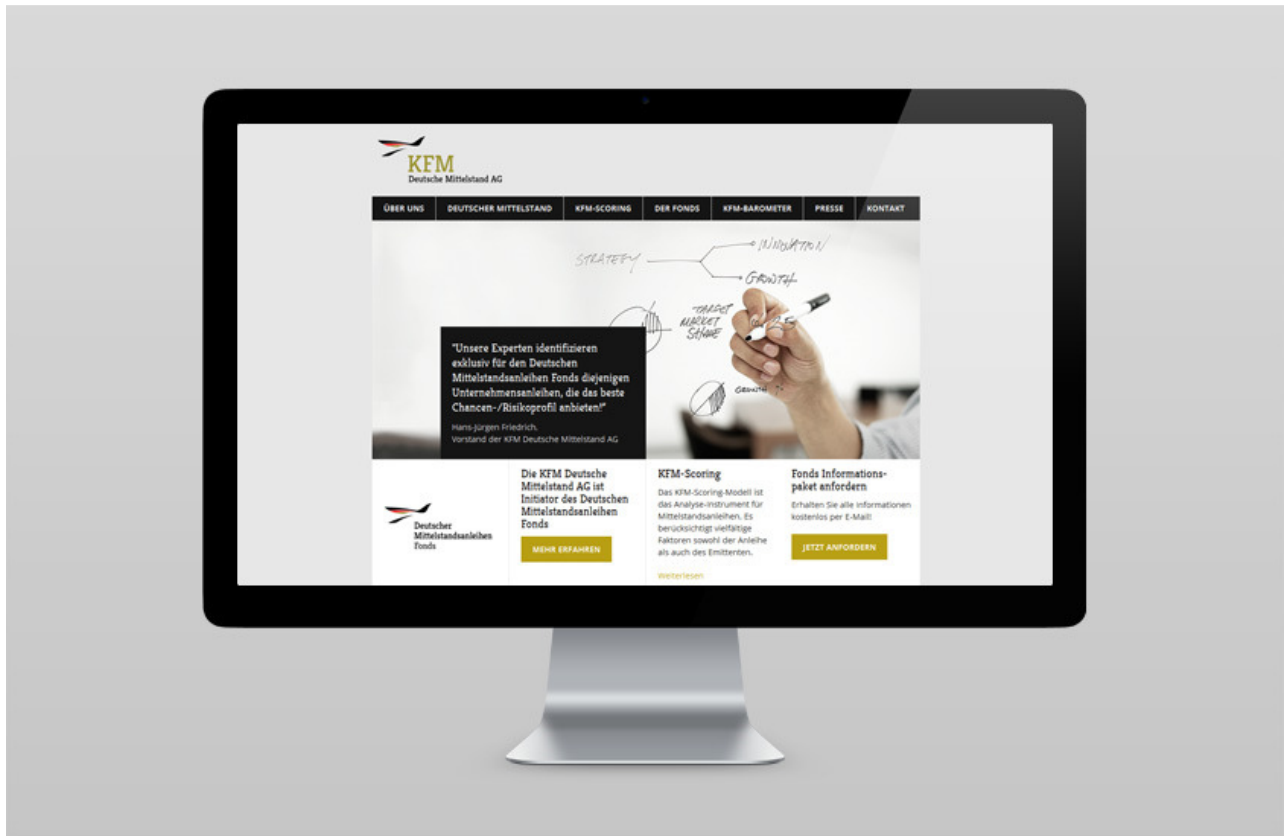 KFM
Deutsche Mittelstand AG
ÜBER UNS DEUTSCHER MITTELSTAND KFM-SCORING DER FONDS KFM-BAROMETER PRESSE KONTAKT
STRATEGY
INNOVATION
GROWTH
TARGET
MARKET
SHARE
GROWTH
"Unsere Experten identifizieren
exklusiv für den Deutschen
Mittelstandsanleihen Fonds diejenigen
Unternehmensanleihen, die das beste
Chancen-/Risikoprofil anbieten!"
Hans-Jürgen Friedrich,
Vorstand der KFM Deutsche Mittelstand AG
Deutscher
Mittelstandsanleihen
Fonds
Die KFM Deutsche
Mittelstand AG ist
Initiator des Deutschen
Mittelstandsanleihen
Fonds
MEHR ERFAHREN
KFM-Scoring
Das KFM-Scoring-Modell ist
das Analyse-Instrument für
Mittelstandsanleihen. Es
berücksichtigt vielfältige
Faktoren sowohl der Anleihe
als auch des Emittenten.
Weiterlesen
Fonds Informations-
paket anfordern
Erhalten Sie alle Informationen
kostenlos per E-Mail!
JETZT ANFORDERN